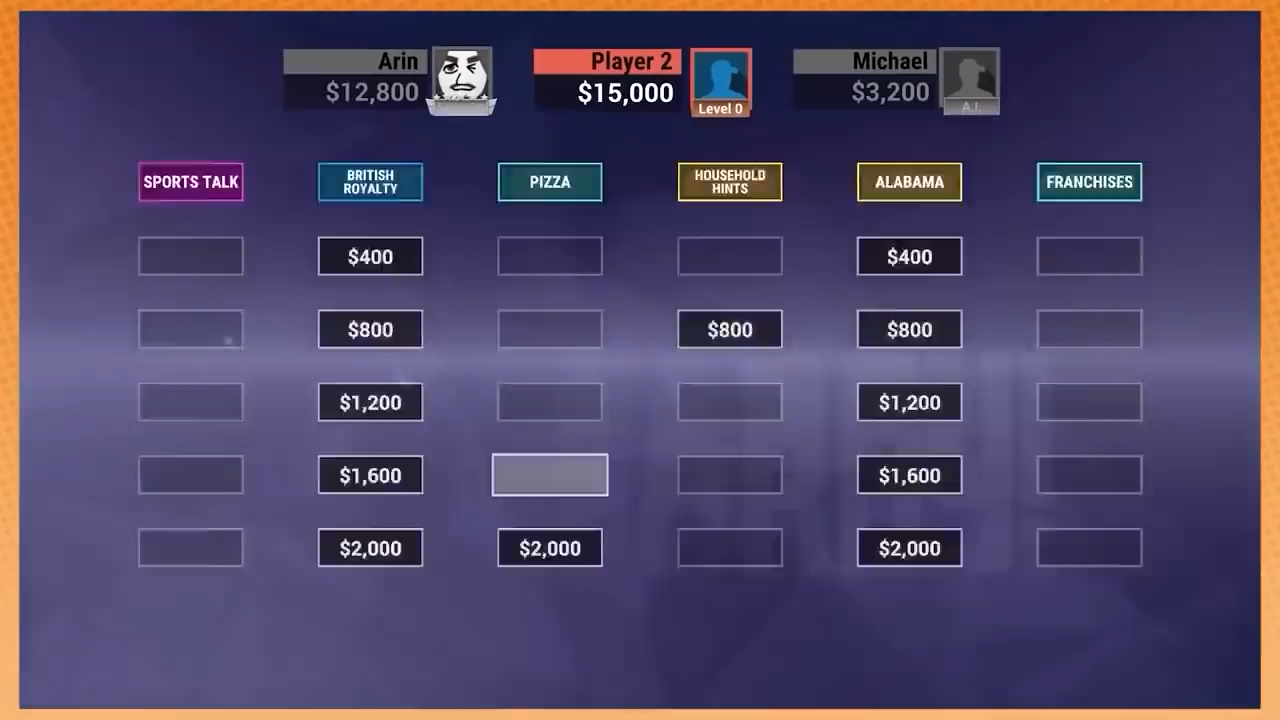 Arin
$12,800
Player 2
$15,000
Level 0
Michael
$3,200
A.I.
SPORTS TALK
BRITISH
ROYALTY
PIZZA
HOUSEHOLD
HINTS
ALABAMA
FRANCHISES
$400
$400
$800
$800
$800
$1,200
$1,200
$1,600
$1,600
$2,000
$2,000
$2,000